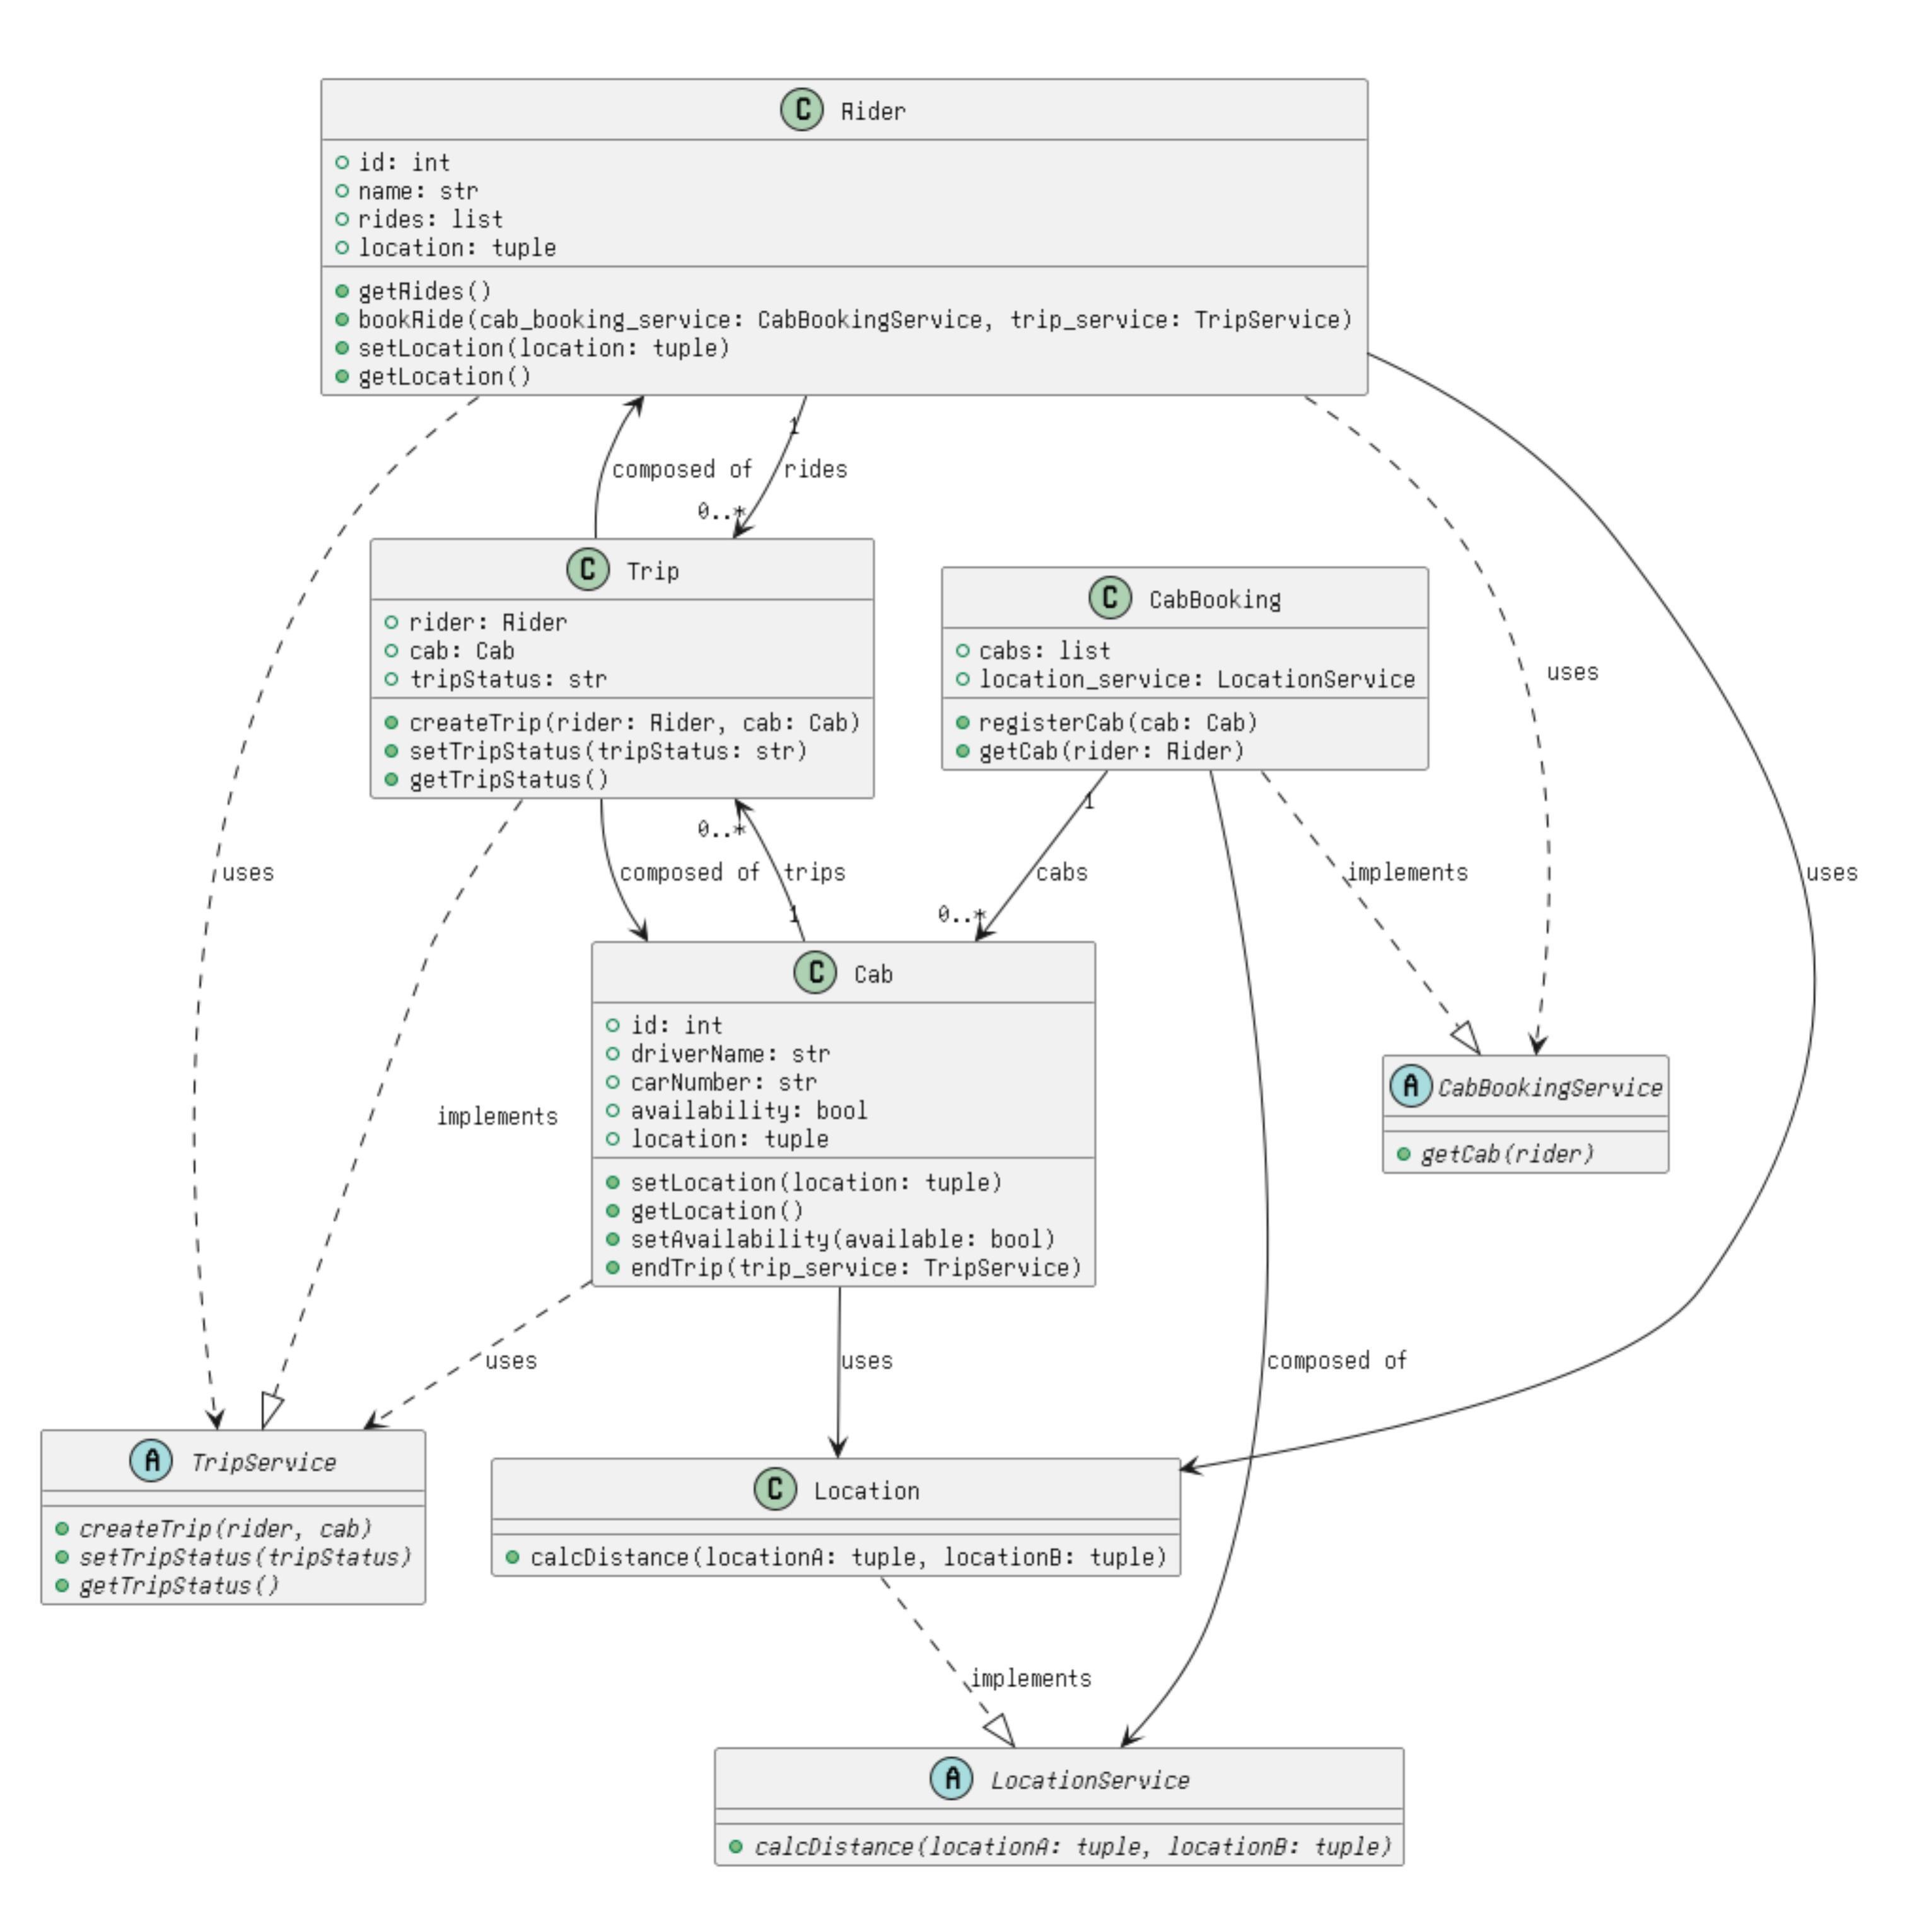 C Rider
id: int
name: str
rides: list
location: tuple
getRides()
bookRide(cab_booking_service: CabBookingService, trip_service: TripService)
setLocation(location: tuple)
getLocation()
1
composed of
rides
0..*
C Trip
rider: Rider
cab: Cab
tripStatus: str
createTrip(rider: Rider, cab: Cab)
setTripStatus(tripStatus: str)
getTripStatus()
C CabBooking
cabs: list
location_service: LocationService
registerCab(cab: Cab)
getCab(rider: Rider)
uses
uses
0..*
composed of
trips
1
1
cabs
0..*
implements
uses
implements
C Cab
id: int
driverName: str
carNumber: str
availability: bool
location: tuple
setLocation(location: tuple)
getLocation()
setAvailability(available: bool)
endTrip(trip_service: TripService)
A CabBookingService
getCab(rider)
uses
uses
composed of
A TripService
createTrip(rider, cab)
setTripStatus(tripStatus)
getTripStatus()
C Location
calcDistance(locationA: tuple, locationB: tuple)
implements
A LocationService
calcDistance(locationA: tuple, locationB: tuple)